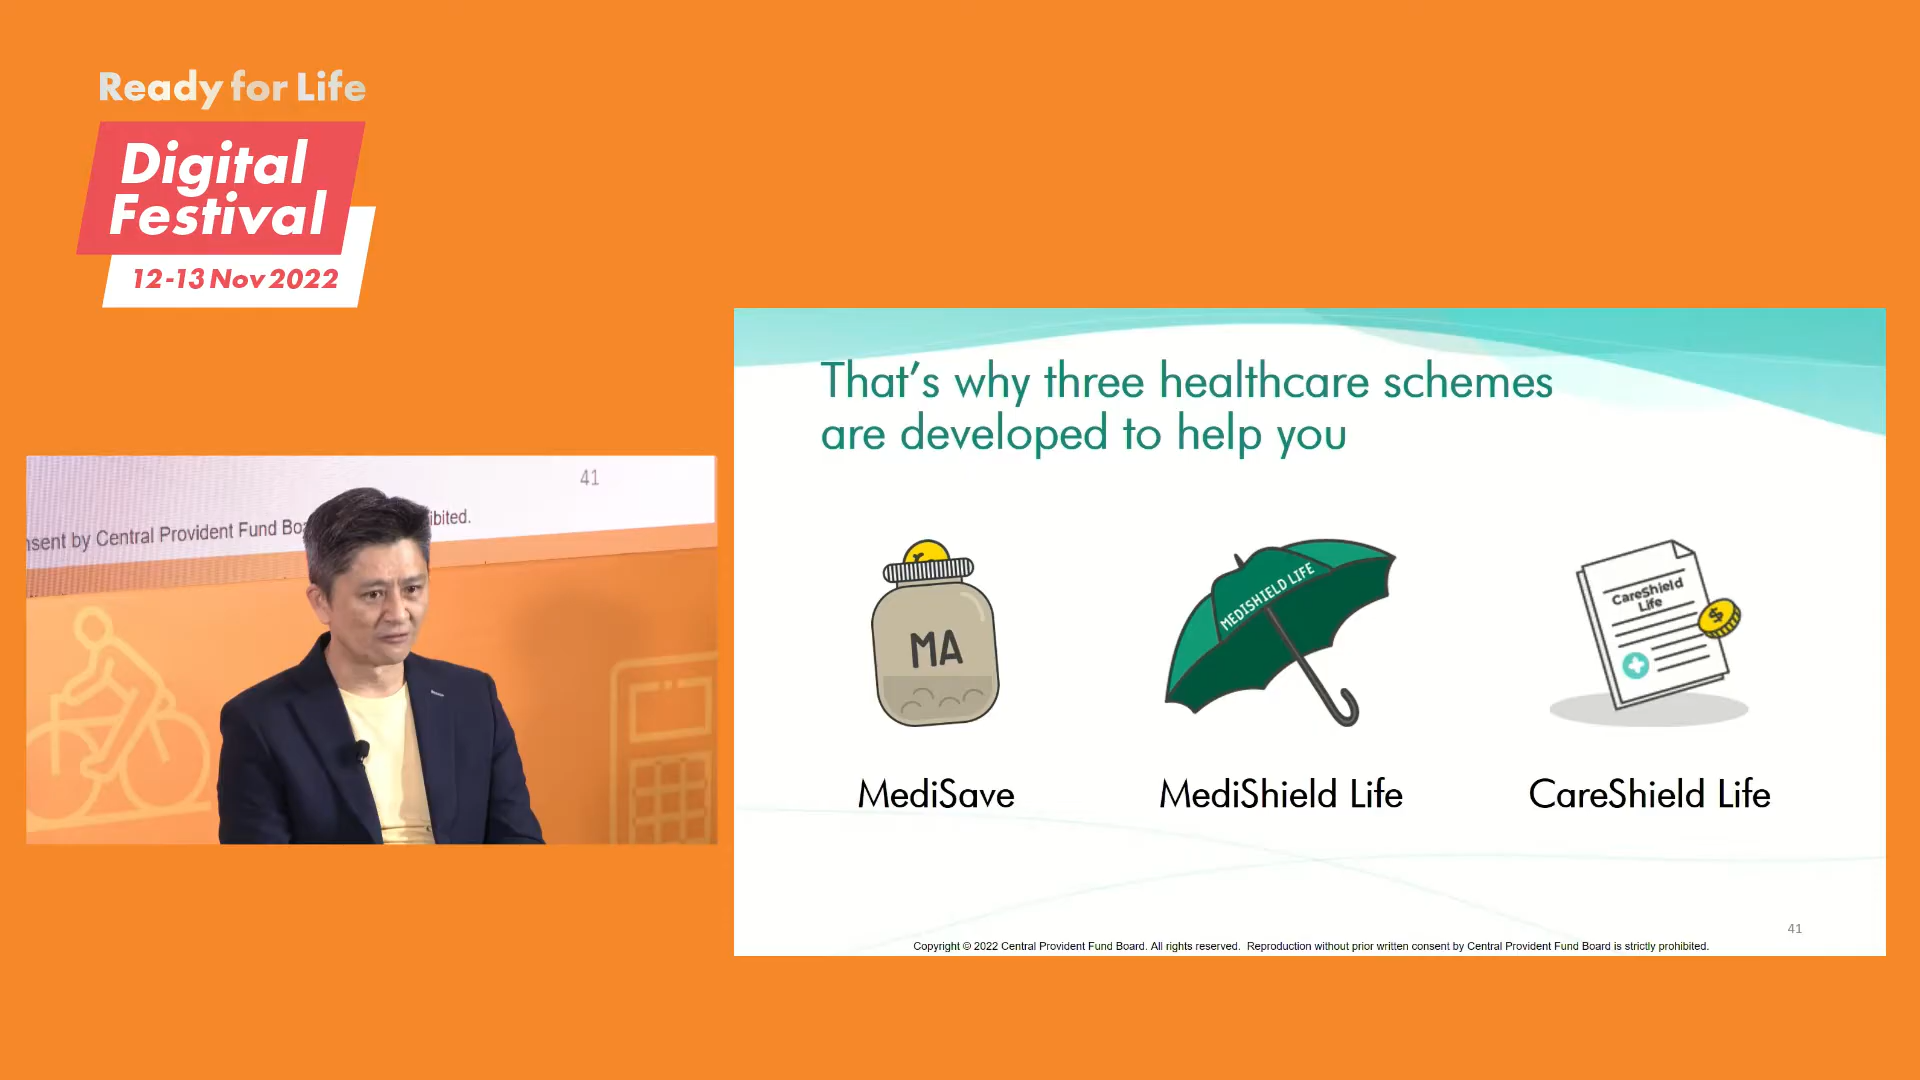 Ready for Life
Digital
Festival
12-13 Nov 2022
41
nsent by Central Provident Fund Boa ibited.
That's why three healthcare schemes
are developed to help you
MA
MEDISHIELD LIFE
CareShield
Life
$
MediSave
MediShield Life
CareShield Life
41
Copyright © 2022 Central Provident Fund Board. All rights reserved. Reproduction without prior written consent by Central Provident Fund Board is strictly prohibited.